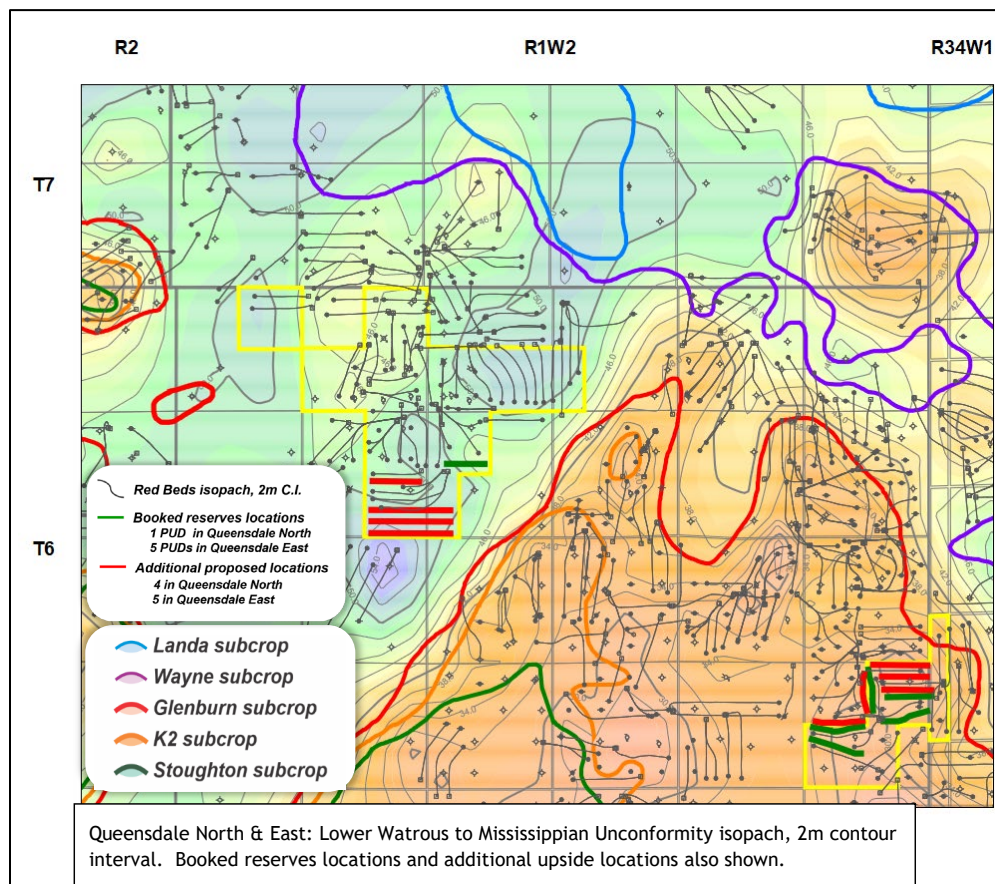 R2 R1W2 R34W1
T7
T6
Red Beds isopach, 2m C.I.
Booked reserves locations
1 PUD in Queensdale North
5 PUDs in Queensdale East
Additional proposed locations
4 in Queensdale North
5 in Queensdale East
Landa subcrop
Wayne subcrop
Glenburn subcrop
K2 subcrop
Stoughton subcrop
Queensdale North & East: Lower Watrous to Mississippian Unconformity isopach, 2m contour
interval. Booked reserves locations and additional upside locations also shown.